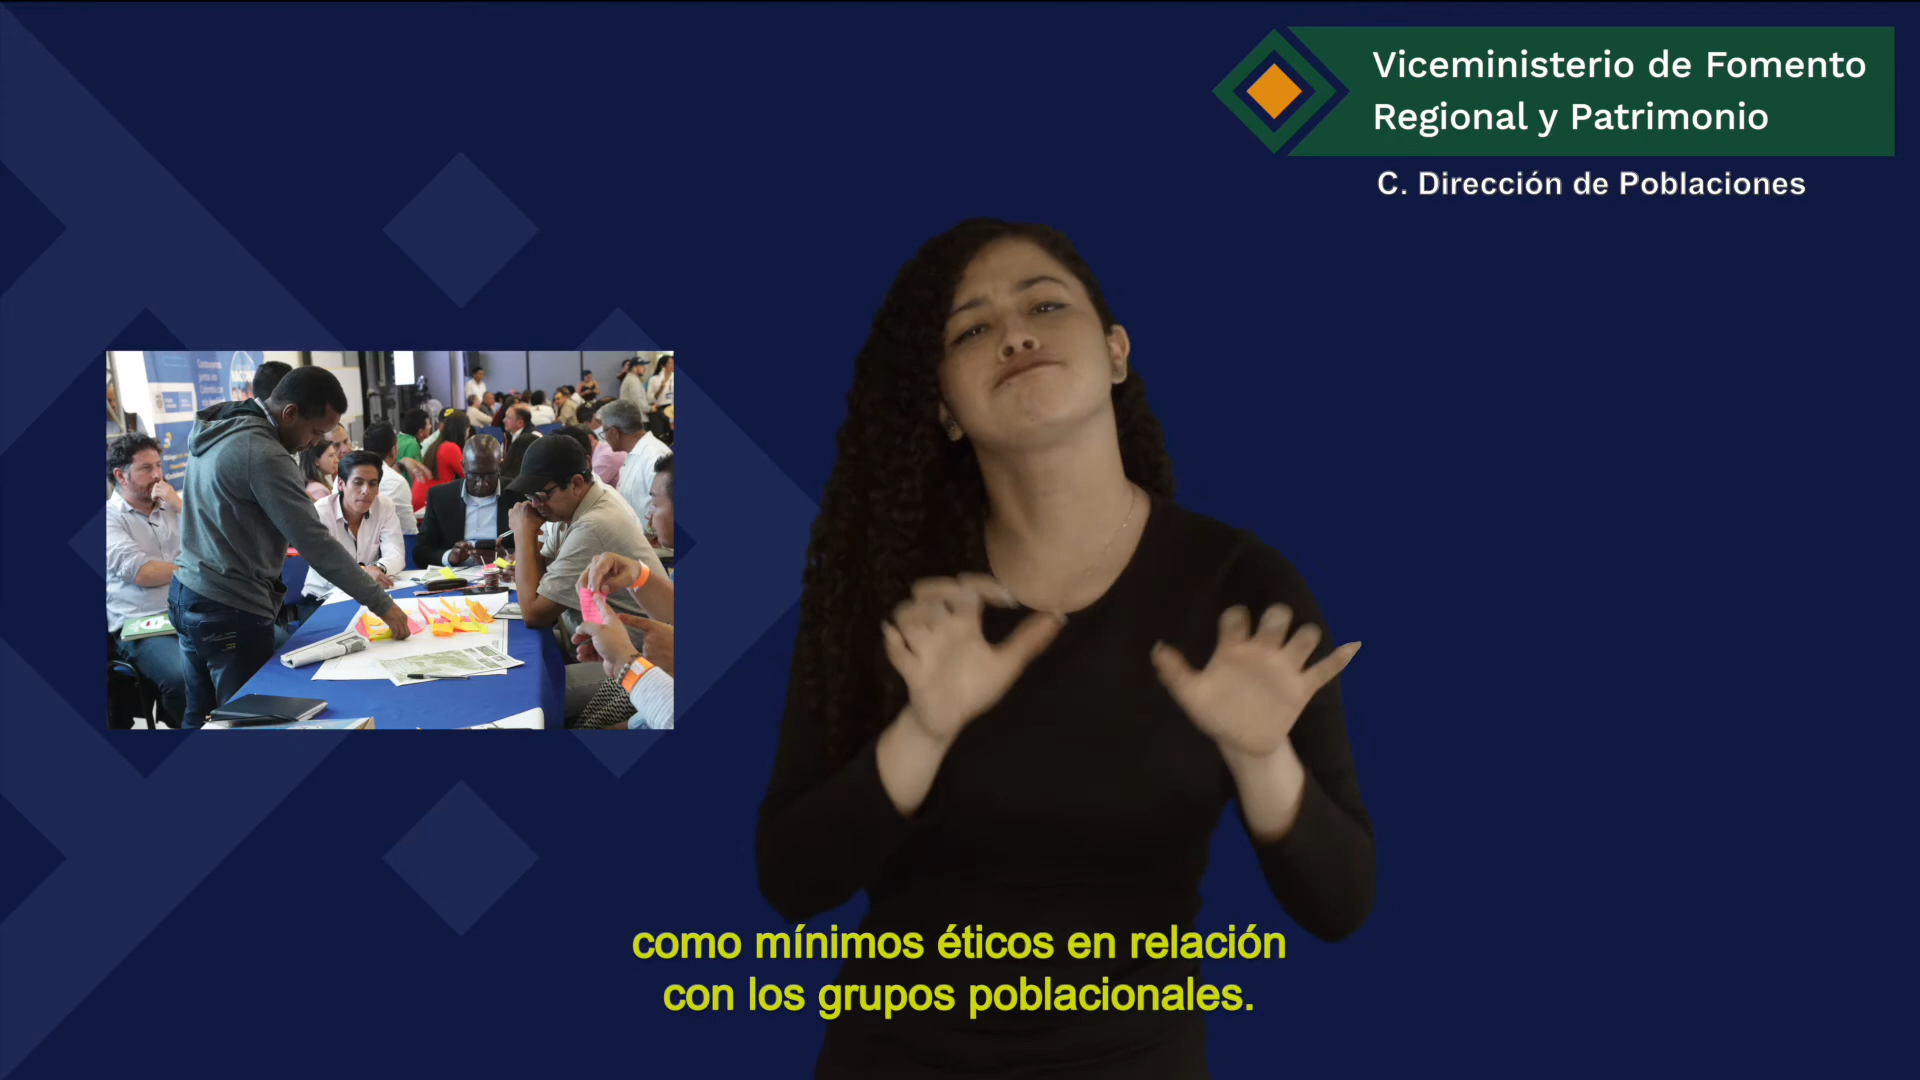 Viceministerio de Fomento
Regional y Patrimonio
C. Dirección de Poblaciones
como mínimos éticos en relación
con los grupos poblacionales.